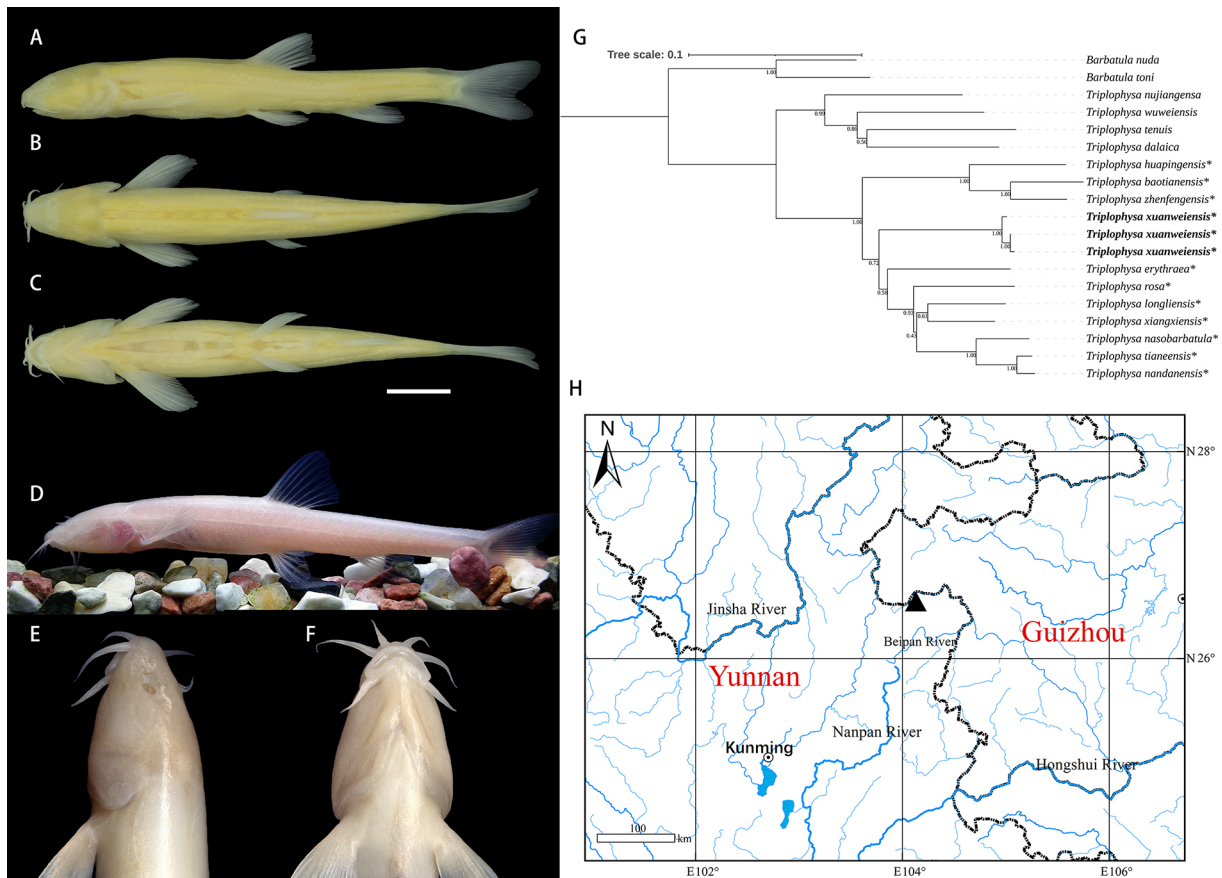 A
B
C
D
E
F
G
Tree scale: 0.1
Barbatula nuda
1.00
Barbatula toni
Triplophysa nujiangensa
0.99
Triplophysa wuweiensis
0.88
Triplophysa tenuis
0.50
Triplophysa dalaica
Triplophysa huapingensis*
1.00
Triplophysa baotianensis*
1.00
Triplophysa zhenfengensis*
1.00
Triplophysa xuanweiensis*
1.00
Triplophysa xuanweiensis*
1.00
Triplophysa xuanweiensis*
0.72
Triplophysa erythraea*
0.58
Triplophysa rosa*
0.93
Triplophysa longliensis*
0.61
Triplophysa xiangxiensis*
0.43
Triplophysa nasobarbatula*
1.00
Triplophysa tianeensis*
1.00
Triplophysa nandanensis*
H
N
N 28°
Jinsha River
Guizhou
Beipan River
N 26°
Yunnan
Nanpan River
Kunming
Hongshui River
100
km
E102°
E104°
E106°